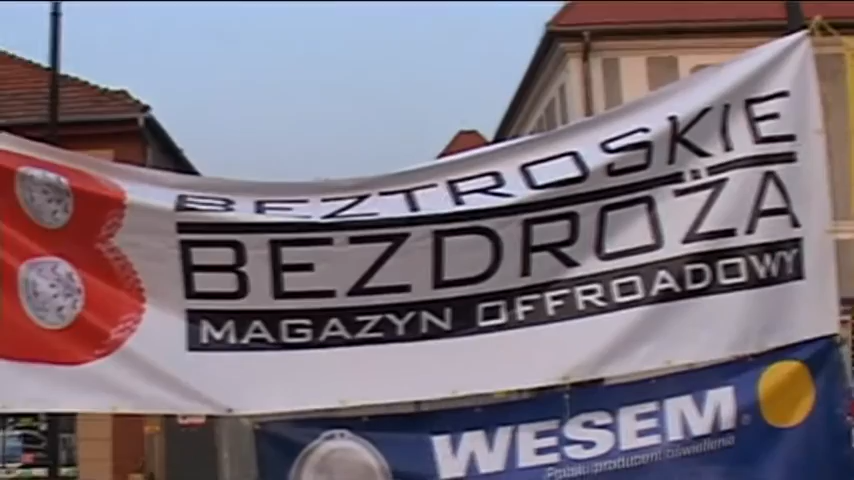 BEZTROSKIE
BEZDROŻA
MAGAZYN OFFROADOWY
WESEM
Polski producent oświetlenia